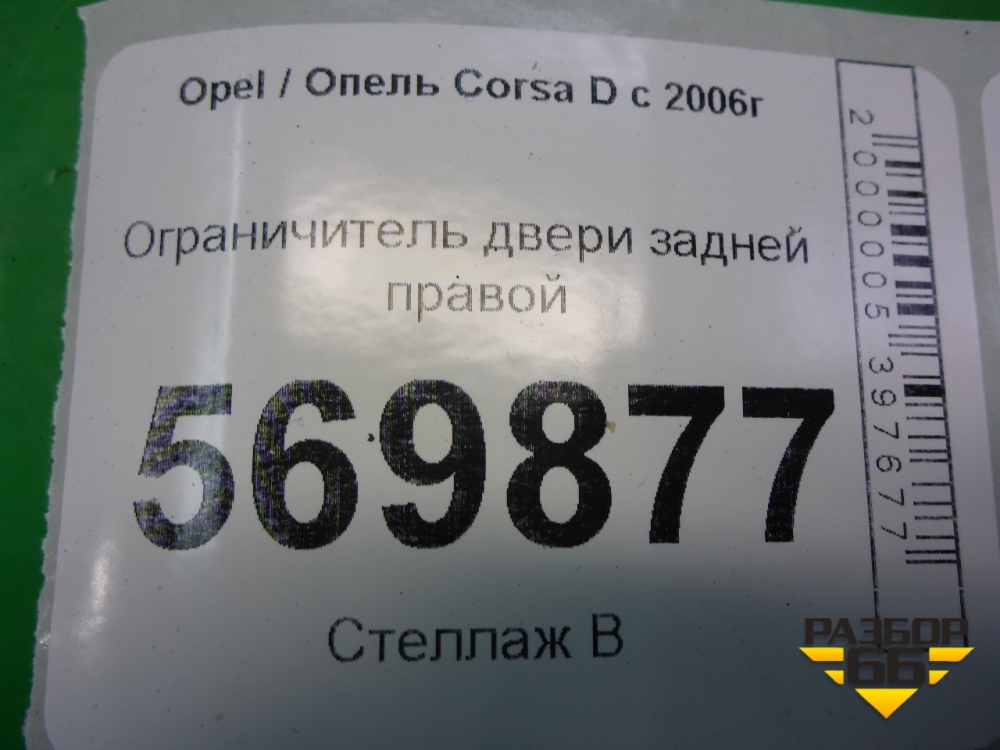 Opel / Опель Corsa D с 2006г
Ограничитель двери задней
правой
569877
Стеллаж В
2000005397677
РАЗБОР
66